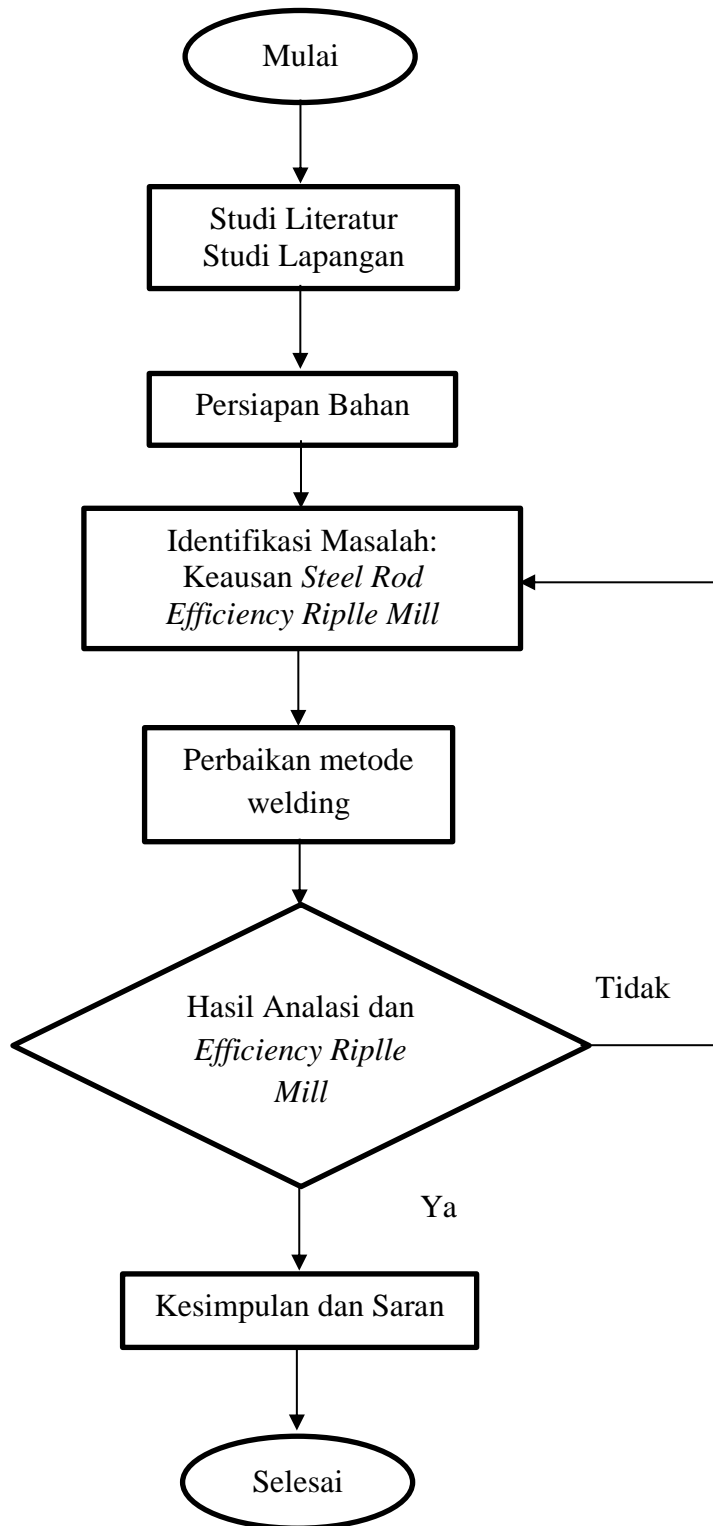 Mulai
Studi Literatur
Studi Lapangan
Persiapan Bahan
Identifikasi Masalah:
Keausan Steel Rod
Efficiency Riplle Mill
Perbaikan metode
welding
Hasil Analasi dan
Efficiency Riplle
Mill
Tidak
Ya
Kesimpulan dan Saran
Selesai